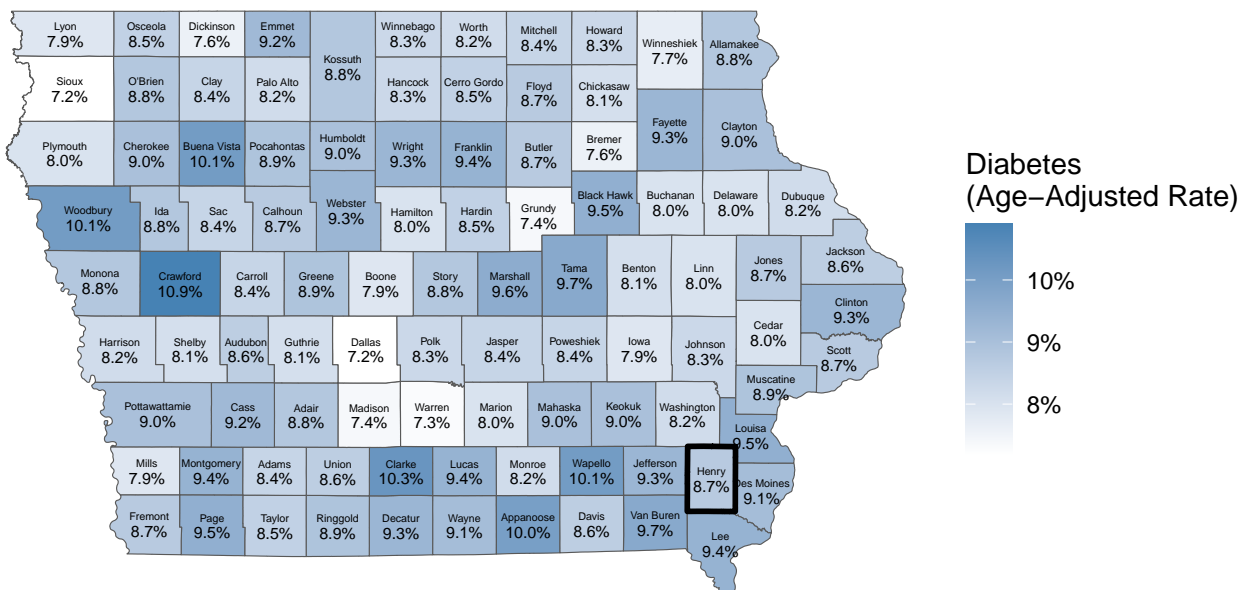 Lyon
7.9%
Osceola
8.5%
Dickinson
7.6%
Emmet
9.2%
Kossuth
8.8%
Winnebago
8.3%
Worth
8.2%
Mitchell
8.4%
Howard
8.3%
Winneshiek
7.7%
Allamakee
8.8%
Sioux
7.2%
O'Brien
8.8%
Clay
8.4%
Palo Alto
8.2%
Hancock
8.3%
Cerro Gordo
8.5%
Floyd
8.7%
Chickasaw
8.1%
Plymouth
8.0%
Cherokee
9.0%
Buena Vista
10.1%
Pocahontas
8.9%
Humboldt
9.0%
Wright
9.3%
Franklin
9.4%
Butler
8.7%
Bremer
7.6%
Fayette
9.3%
Clayton
9.0%
Woodbury
10.1%
Ida
8.8%
Sac
8.4%
Calhoun
8.7%
Webster
9.3%
Hamilton
8.0%
Hardin
8.5%
Grundy
7.4%
Black Hawk
9.5%
Buchanan
8.0%
Delaware
8.0%
Dubuque
8.2%
Monona
8.8%
Crawford
10.9%
Carroll
8.4%
Greene
8.9%
Boone
7.9%
Story
8.8%
Marshall
9.6%
Tama
9.7%
Benton
8.1%
Linn
8.0%
Jones
8.7%
Jackson
8.6%
Clinton
9.3%
Harrison
8.2%
Shelby
8.1%
Audubon
8.6%
Guthrie
8.1%
Dallas
7.2%
Polk
8.3%
Jasper
8.4%
Poweshiek
8.4%
Iowa
7.9%
Johnson
8.3%
Cedar
8.0%
Scott
8.7%
Muscatine
8.9%
Pottawattamie
9.0%
Cass
9.2%
Adair
8.8%
Madison
7.4%
Warren
7.3%
Marion
8.0%
Mahaska
9.0%
Keokuk
9.0%
Washington
8.2%
Louisa
9.5%
Mills
7.9%
Montgomery
9.4%
Adams
8.4%
Union
8.6%
Clarke
10.3%
Lucas
9.4%
Monroe
8.2%
Wapello
10.1%
Jefferson
9.3%
Henry
8.7%
Des Moines
9.1%
Fremont
8.7%
Page
9.5%
Taylor
8.5%
Ringgold
8.9%
Decatur
9.3%
Wayne
9.1%
Appanoose
10.0%
Davis
8.6%
Van Buren
9.7%
Lee
9.4%
Diabetes
(Age−Adjusted Rate)
10%
9%
8%